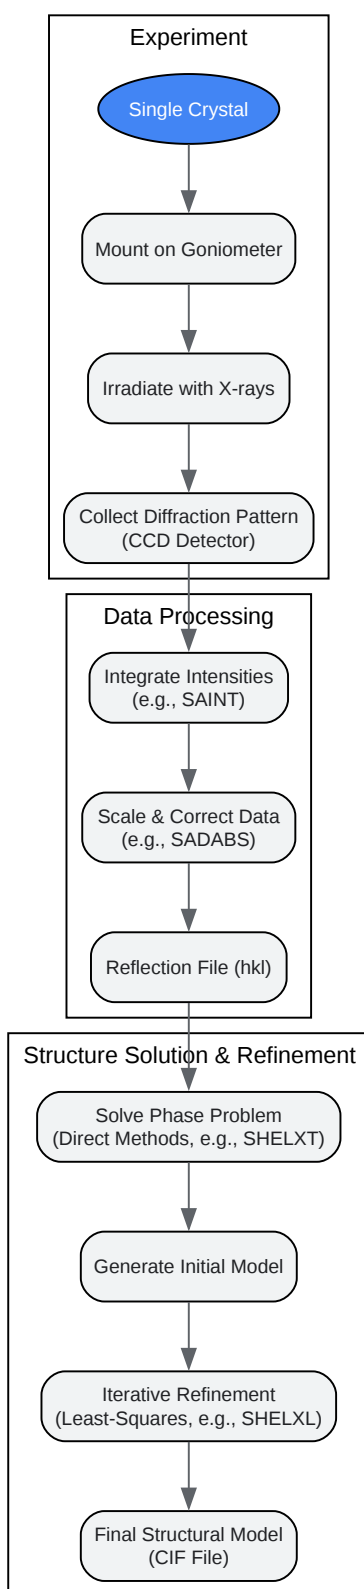 Experiment
Single Crystal
Mount on Goniometer
Irradiate with X-rays
Collect Diffraction Pattern
(CCD Detector)
Data Processing
Integrate Intensities
(e.g., SAINT)
Scale & Correct Data
(e.g., SADABS)
Reflection File (hkl)
Structure Solution & Refinement
Solve Phase Problem
(Direct Methods, e.g., SHELXT)
Generate Initial Model
Iterative Refinement
(Least-Squares, e.g., SHELXL)
Final Structural Model
(CIF File)